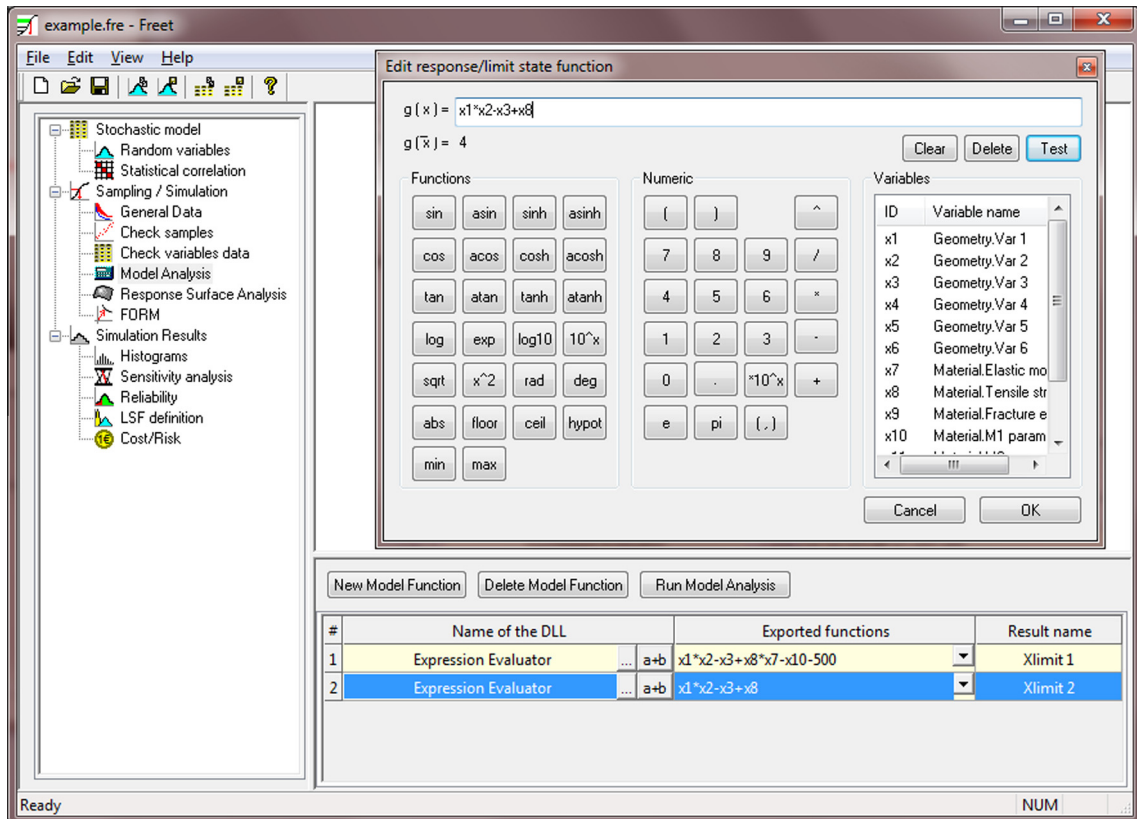 example.fre - Freet
File Edit View Help
Stochastic model
Random variables
Statistical correlation
Sampling / Simulation
General Data
Check samples
Check variables data
Model Analysis
Response Surface Analysis
FORM
Simulation Results
Histograms
Sensitivity analysis
Reliability
LSF definition
Cost/Risk
Edit response/limit state function
g ( x ) = x1*x2-x3+x8
g ( x̅ ) = 4
Clear Delete Test
Functions
sin asin sinh asinh
cos acos cosh acosh
tan atan tanh atanh
log exp log10 10^x
sqrt x^2 rad deg
abs floor ceil hypot
min max
Numeric
( ) ^
7 8 9 /
4 5 6 *
1 2 3 -
0 . *10^x +
e pi ( , )
Variables
ID Variable name
x1 Geometry.Var 1
x2 Geometry.Var 2
x3 Geometry.Var 3
x4 Geometry.Var 4
x5 Geometry.Var 5
x6 Geometry.Var 6
x7 Material.Elastic mo
x8 Material.Tensile str
x9 Material.Fracture e
x10 Material.M1 param
Cancel OK
New Model Function Delete Model Function Run Model Analysis
# Name of the DLL Exported functions Result name
1 Expression Evaluator ... a+b x1*x2-x3+x8*x7-x10-500 Xlimit 1
2 Expression Evaluator ... a+b x1*x2-x3+x8 Xlimit 2
Ready NUM